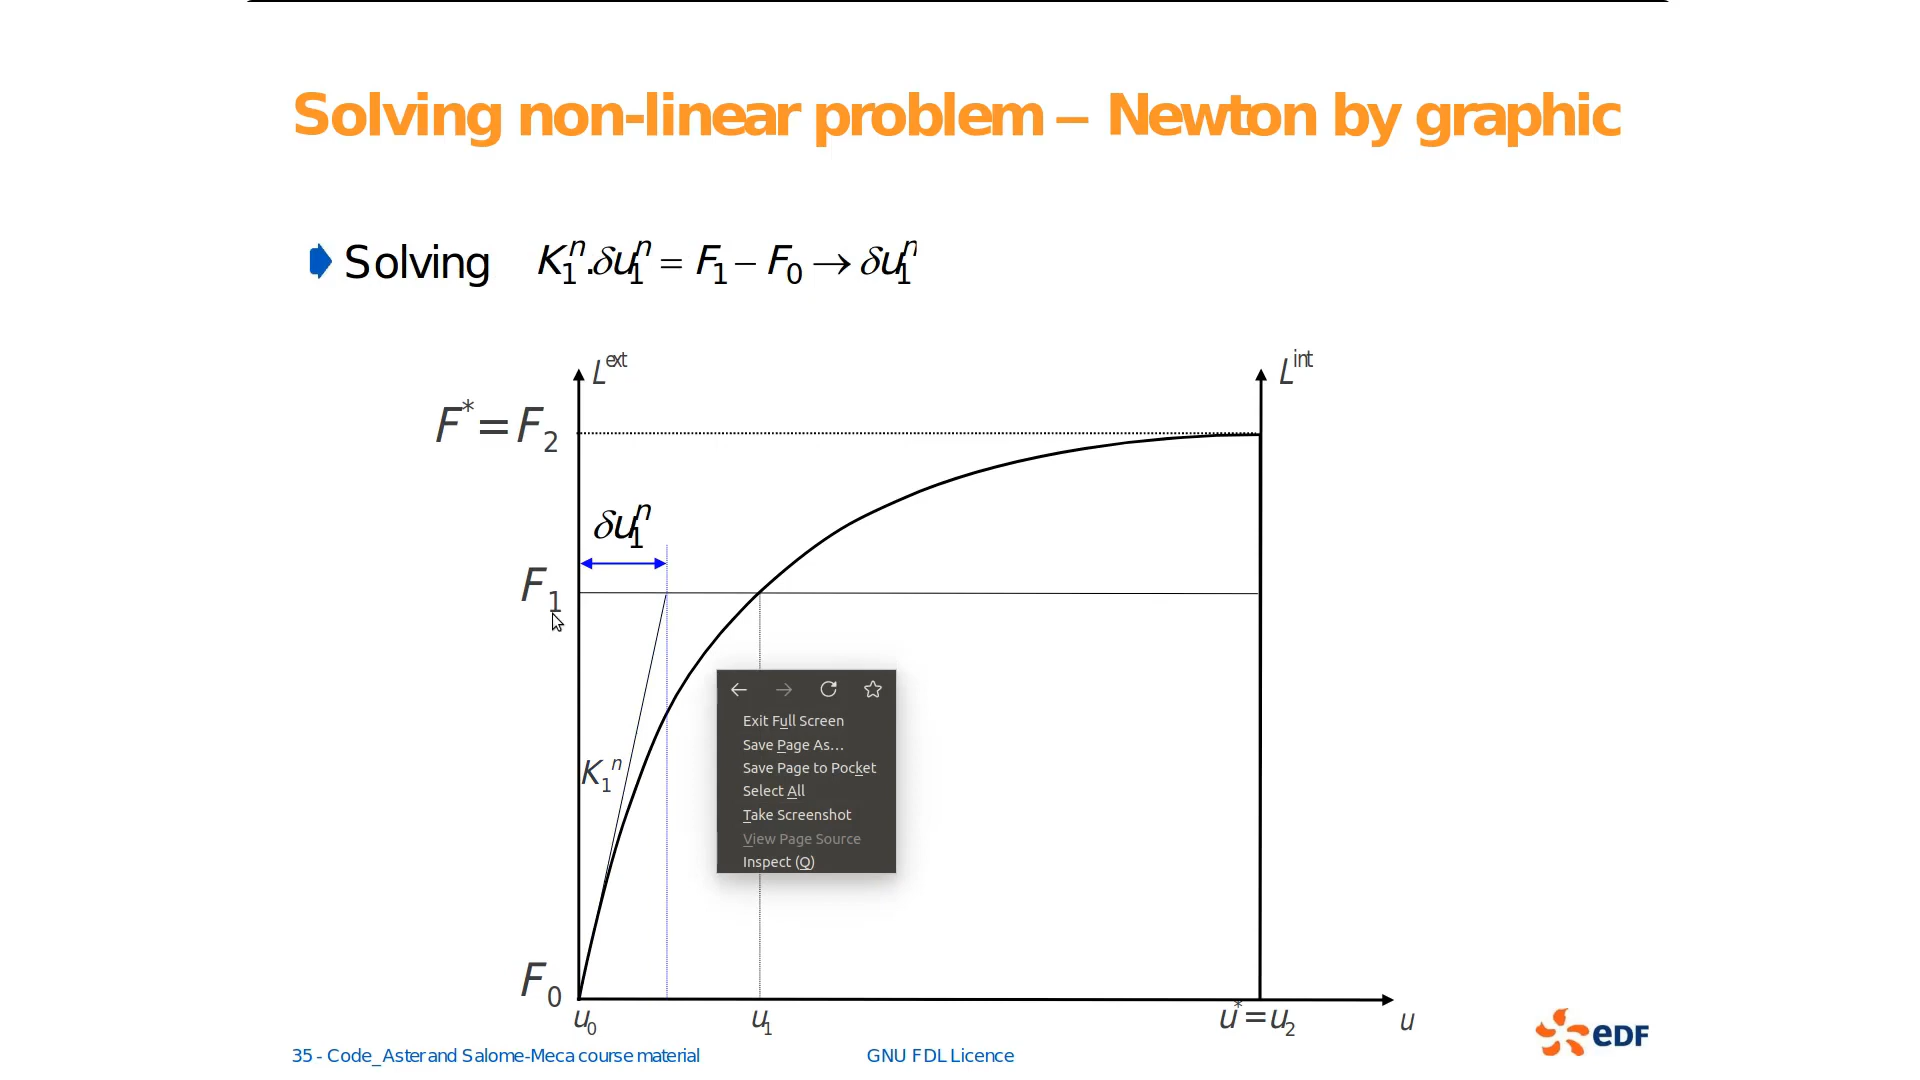 Solving non-linear problem – Newton by graphic
Solving K₁ⁿ.δu₁ⁿ = F₁ − F₀ → δu₁ⁿ
Lᵉˣᵗ
Lⁱⁿᵗ
F* = F₂
δu₁ⁿ
F₁
Exit Full Screen
Save Page As...
Save Page to Pocket
K₁ⁿ
Select All
Take Screenshot
View Page Source
Inspect (Q)
F₀
u₀
u₁
u* = u₂
u
eDF
35 - Code_Aster and Salome-Meca course material
GNU FDL Licence